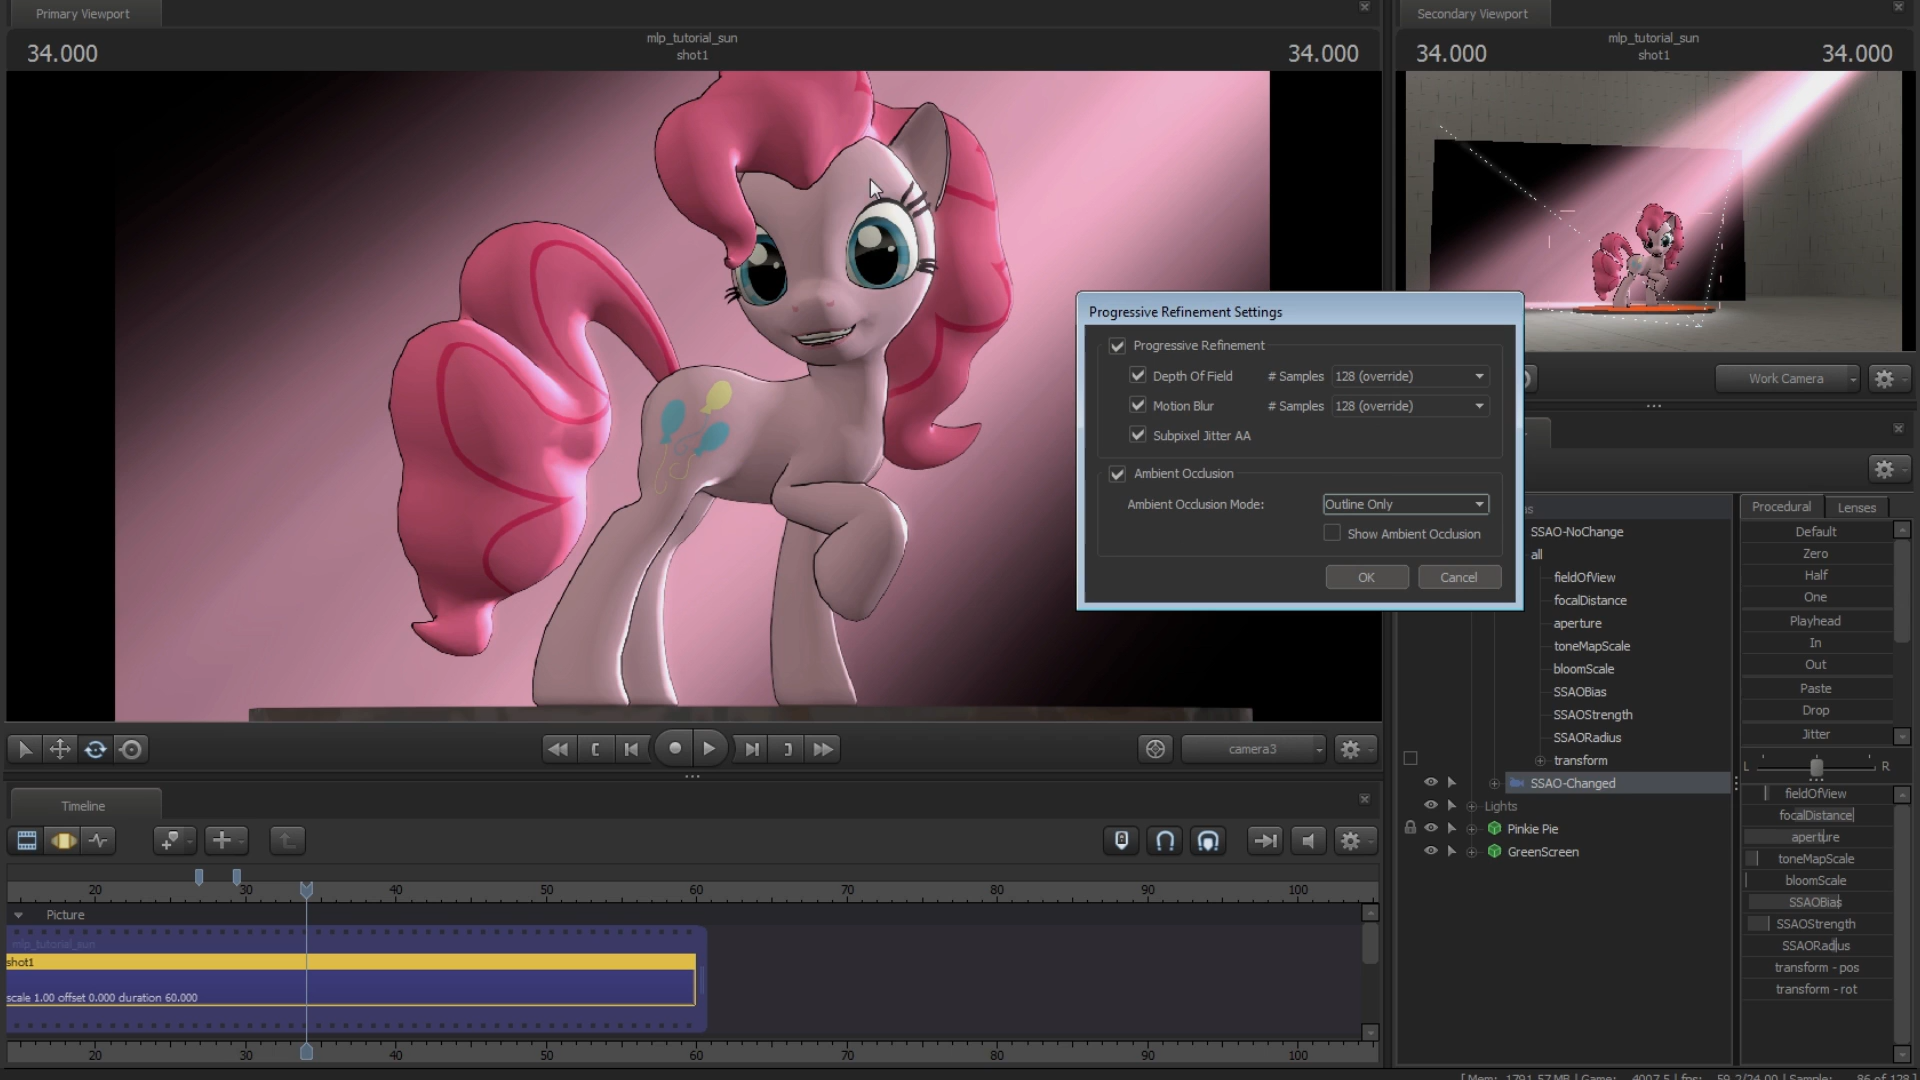 Primary Viewport
34.000
mlp_tutorial_sun
shot1
34.000
Secondary Viewport
34.000
mlp_tutorial_sun
shot1
34.000
Progressive Refinement Settings
Progressive Refinement
Depth Of Field # Samples 128 (override)
Motion Blur # Samples 128 (override)
Subpixel Jitter AA
Ambient Occlusion
Ambient Occlusion Mode: Outline Only
Show Ambient Occlusion
OK Cancel
Work Camera
SSAO-NoChange
all
fieldOfView
focalDistance
aperture
toneMapScale
bloomScale
SSAOBias
SSAOStrength
SSAORadius
transform
SSAO-Changed
Lights
Pinkie Pie
GreenScreen
Procedural Lenses
Default
Zero
Half
One
Playhead
In
Out
Paste
Drop
Jitter
L R
fieldOfView
focalDistance
aperture
toneMapScale
bloomScale
SSAOBias
SSAOStrength
SSAORadius
transform - pos
transform - rot
camera3
Timeline
20 30 40 50 60 70 80 90 100
Picture
mlp_tutorial_sun
shot1
scale 1.00 offset 0.000 duration 60.000
20 30 40 50 60 70 80 90 100